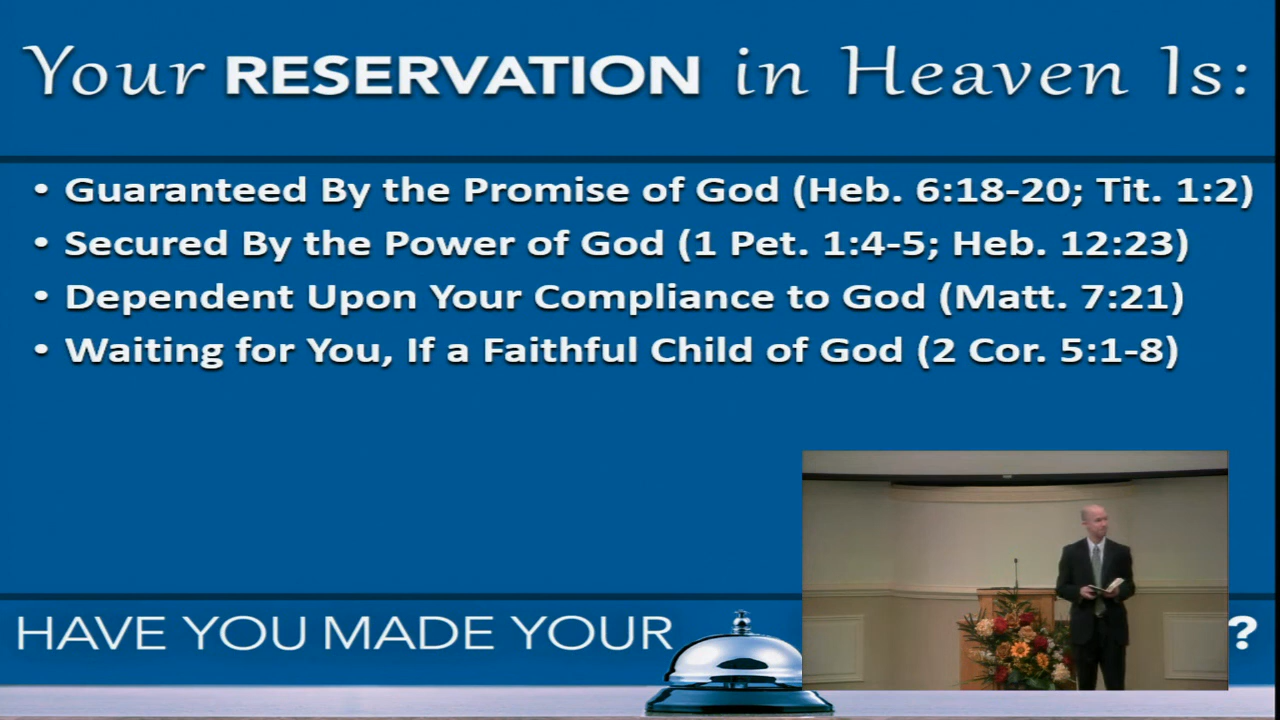 Your RESERVATION in Heaven Is:
• Guaranteed By the Promise of God (Heb. 6:18-20; Tit. 1:2)
• Secured By the Power of God (1 Pet. 1:4-5; Heb. 12:23)
• Dependent Upon Your Compliance to God (Matt. 7:21)
• Waiting for You, If a Faithful Child of God (2 Cor. 5:1-8)
HAVE YOU MADE YOUR ?